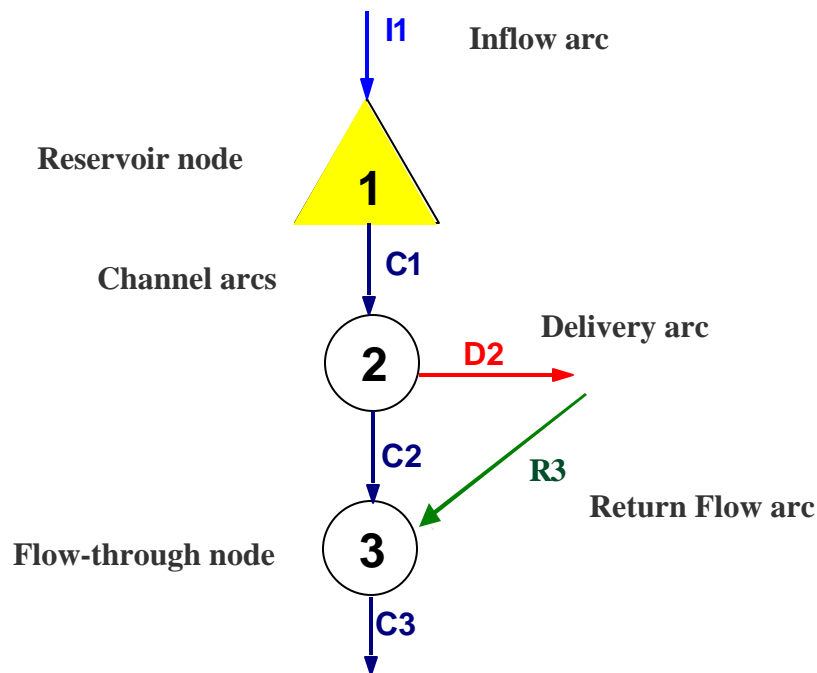 I1
Inflow arc
Reservoir node
1
C1
Channel arcs
Delivery arc
2
D2
C2
R3
Return Flow arc
3
Flow-through node
C3